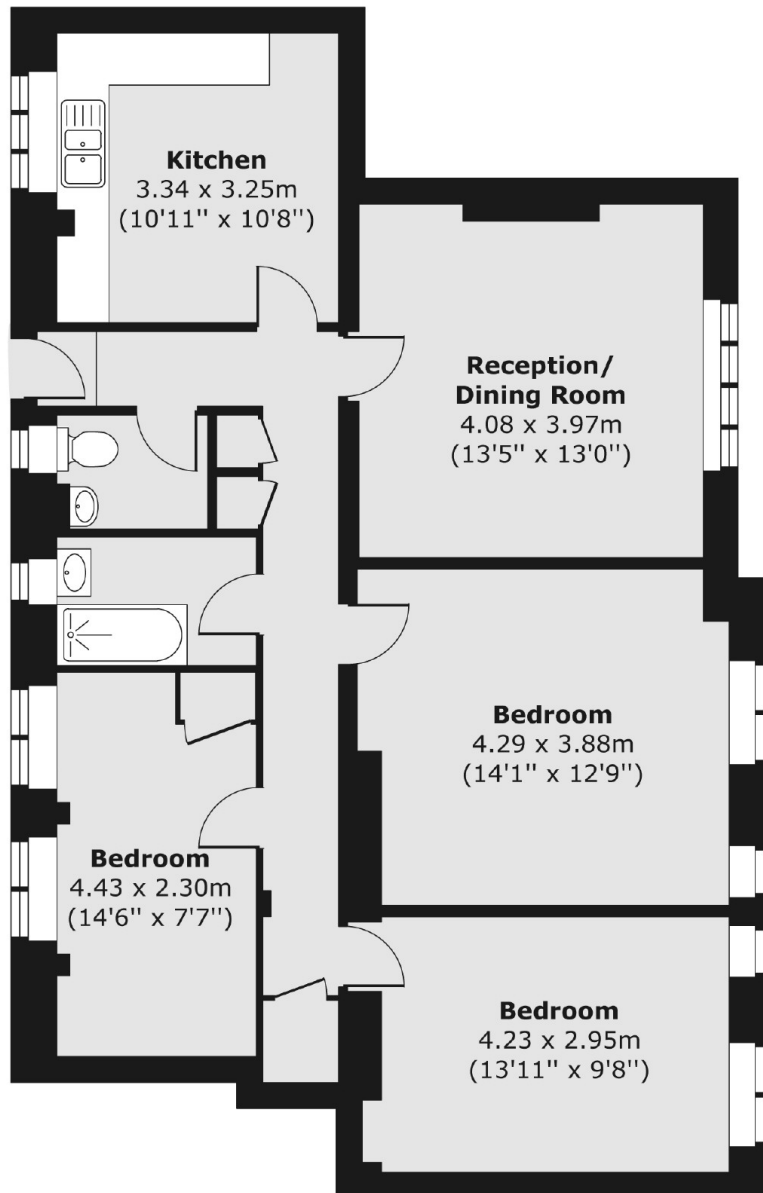 Kitchen
3.34 x 3.25m
(10'11'' x 10'8'')
Reception/
Dining Room
4.08 x 3.97m
(13'5'' x 13'0'')
Bedroom
4.29 x 3.88m
(14'1'' x 12'9'')
Bedroom
4.43 x 2.30m
(14'6'' x 7'7'')
Bedroom
4.23 x 2.95m
(13'11'' x 9'8'')